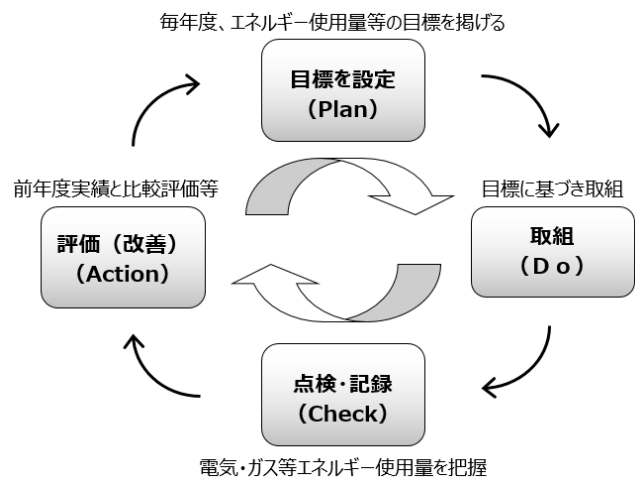 毎年度、エネルギー使用量等の目標を掲げる
目標を設定
（Plan）
目標に基づき取組
取組
（Ｄｏ）
点検・記録
（Check）
電気・ガス等エネルギー使用量を把握
前年度実績と比較評価等
評価（改善）
（Action）